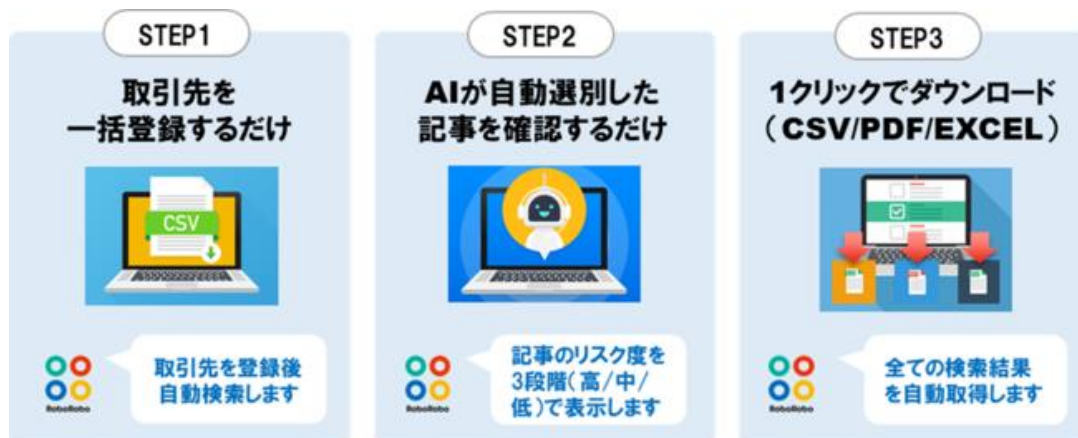 STEP1
取引先を
一括登録するだけ
CSV
取引先を登録後
自動検索します
RoboRobo
STEP2
AIが自動選別した
記事を確認するだけ
記事のリスク度を
3段階(高/中/
低)で表示します
RoboRobo
STEP3
1クリックでダウンロード
(CSV/PDF/EXCEL)
全ての検索結果
を自動取得します
RoboRobo